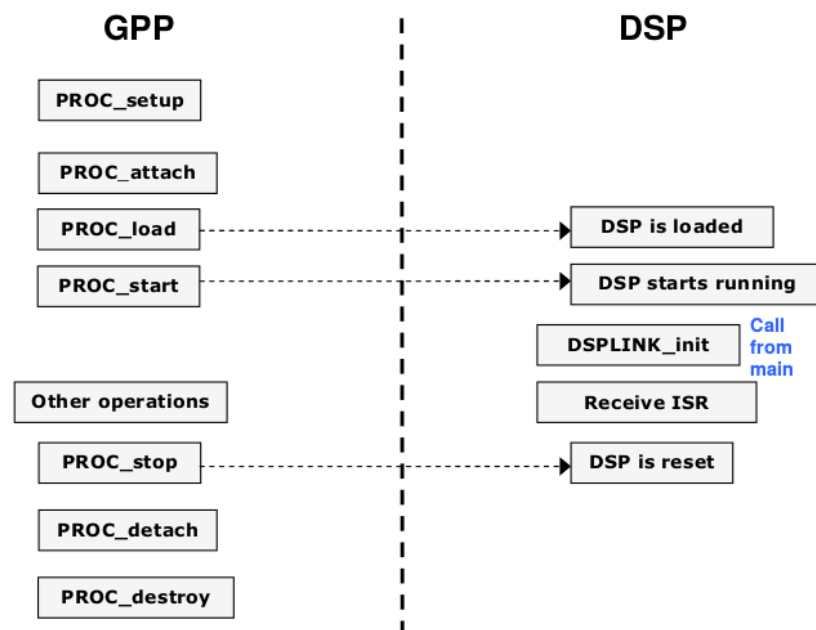 GPP
DSP
PROC_setup
PROC_attach
PROC_load
DSP is loaded
PROC_start
DSP starts running
DSPLINK_init
Call
from
main
Other operations
Receive ISR
PROC_stop
DSP is reset
PROC_detach
PROC_destroy